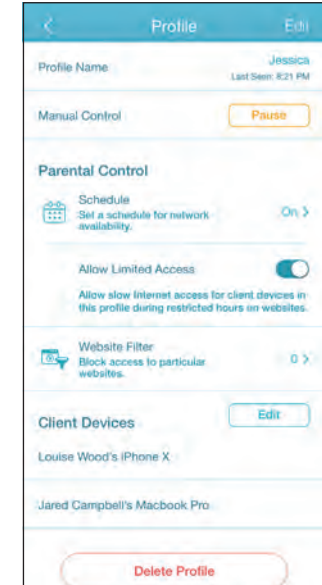 Profile
Edit
Profile Name
Jessica
Last Seen: 8:21 PM
Manual Control
Pause
Parental Control
Schedule
Set a schedule for network
availability.
On
Allow Limited Access
Allow slow Internet access for client devices in
this profile during restricted hours on websites.
Website Filter
Block access to particular
websites.
0
Client Devices
Edit
Louise Wood's iPhone X
Jared Campbell's Macbook Pro
Delete Profile